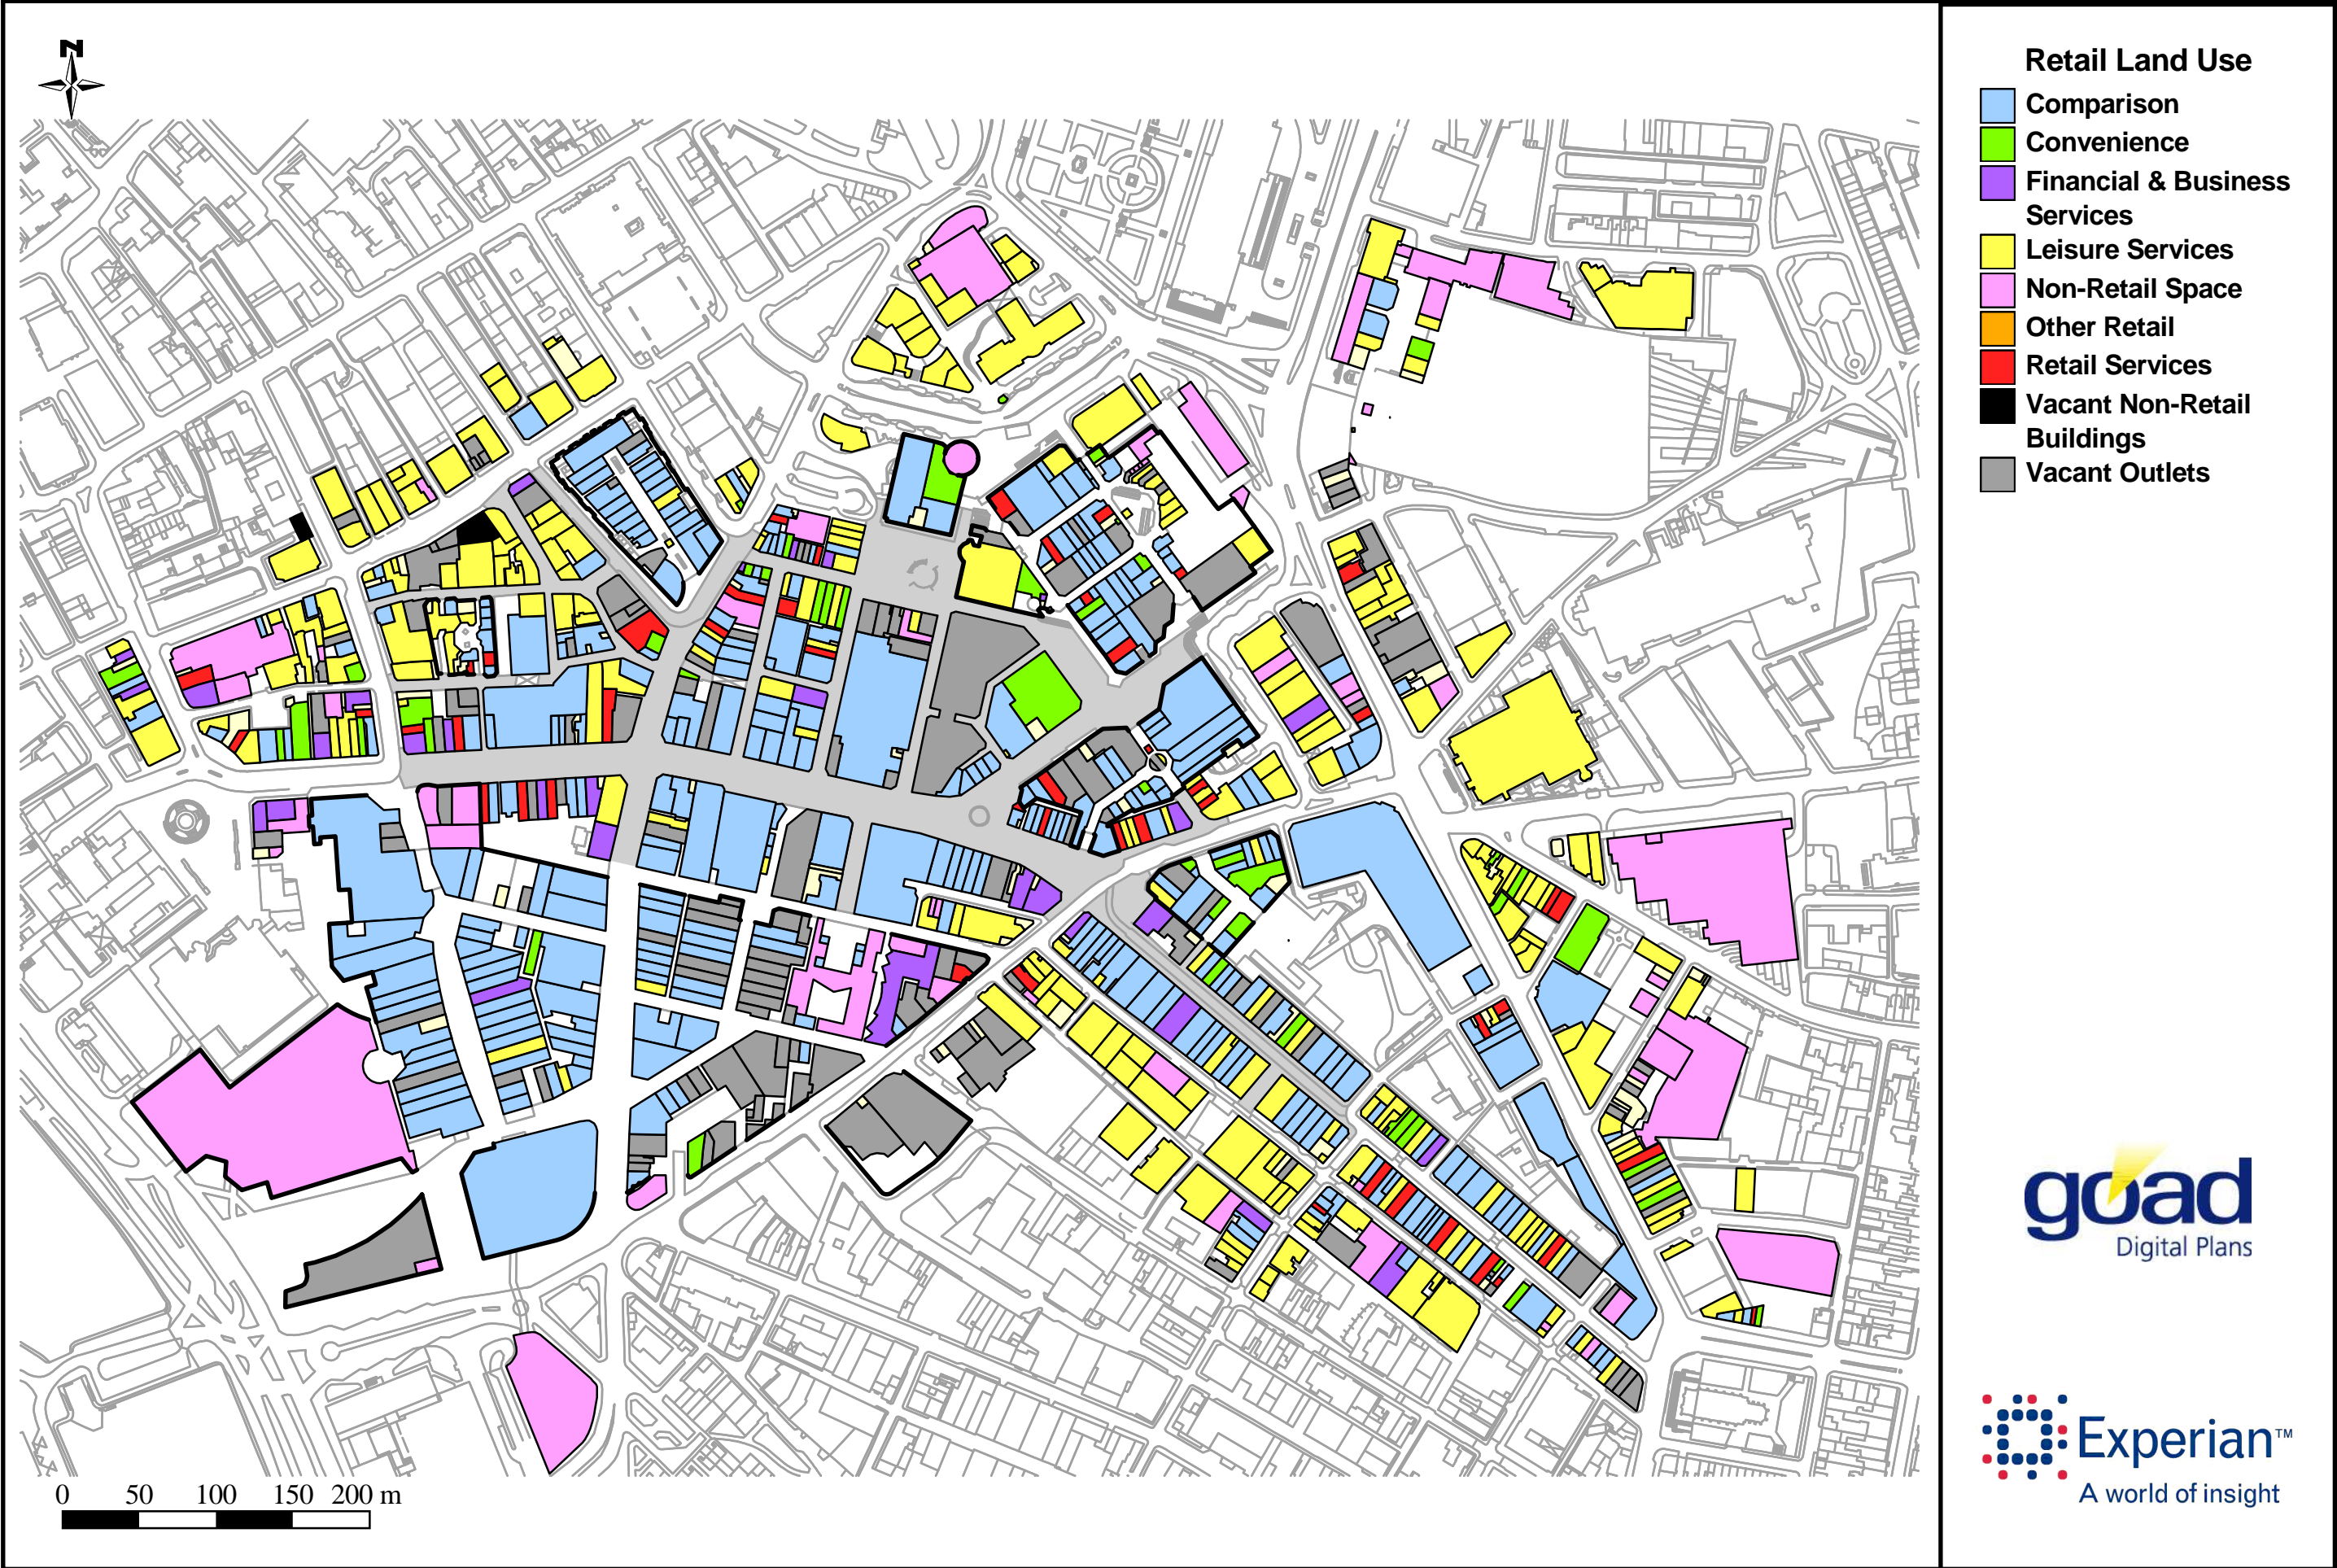 N
Retail Land Use
Comparison
Convenience
Financial & Business
Services
Leisure Services
Non-Retail Space
Other Retail
Retail Services
Vacant Non-Retail
Buildings
Vacant Outlets
goad
Digital Plans
Experian™
A world of insight
0 50 100 150 200 m